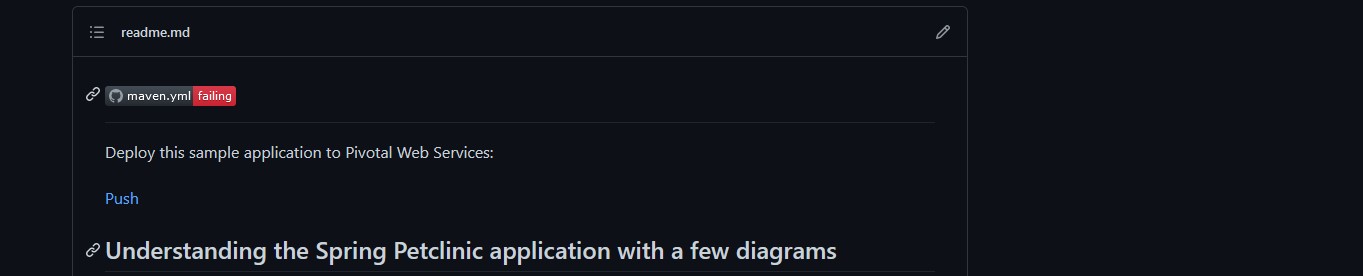 readme.md
maven.yml failing
Deploy this sample application to Pivotal Web Services:
Push
Understanding the Spring Petclinic application with a few diagrams